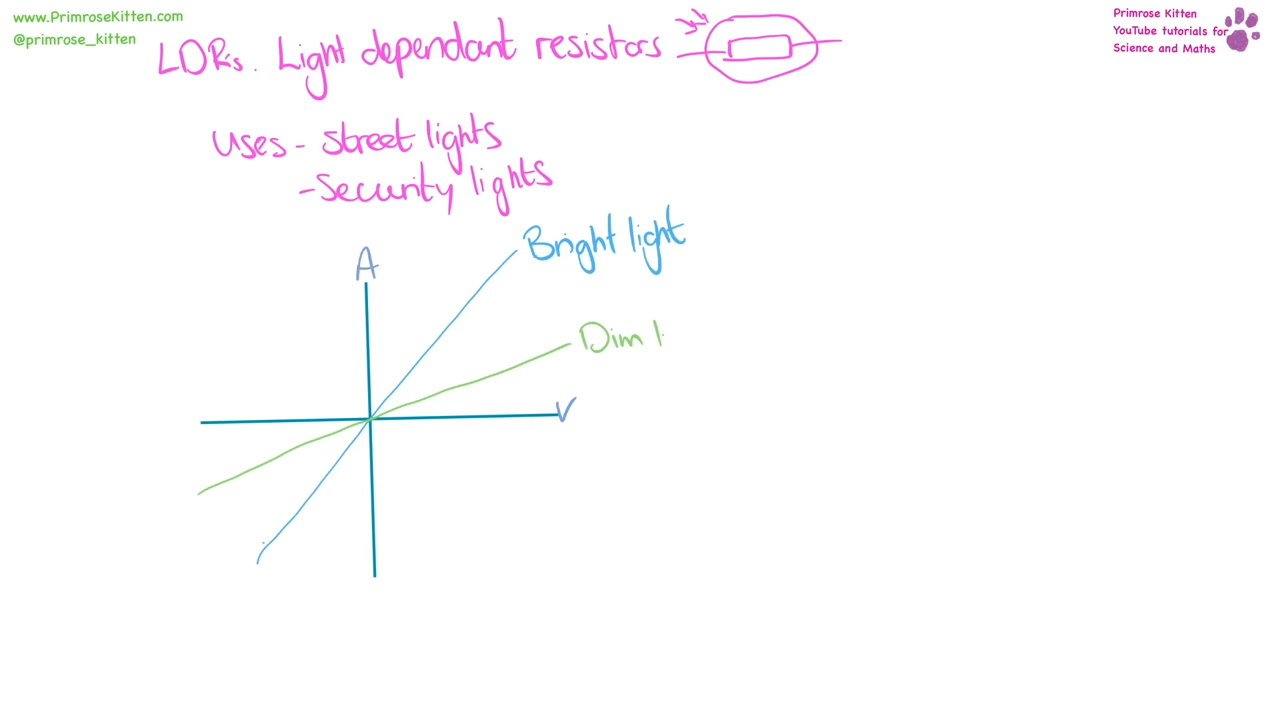 www.PrimroseKitten.com
@primrose_kitten
Primrose Kitten
YouTube tutorials for
Science and Maths
LDR's. Light dependant resistors
Uses - street lights
- Security lights
Bright light
A
Dim l
V